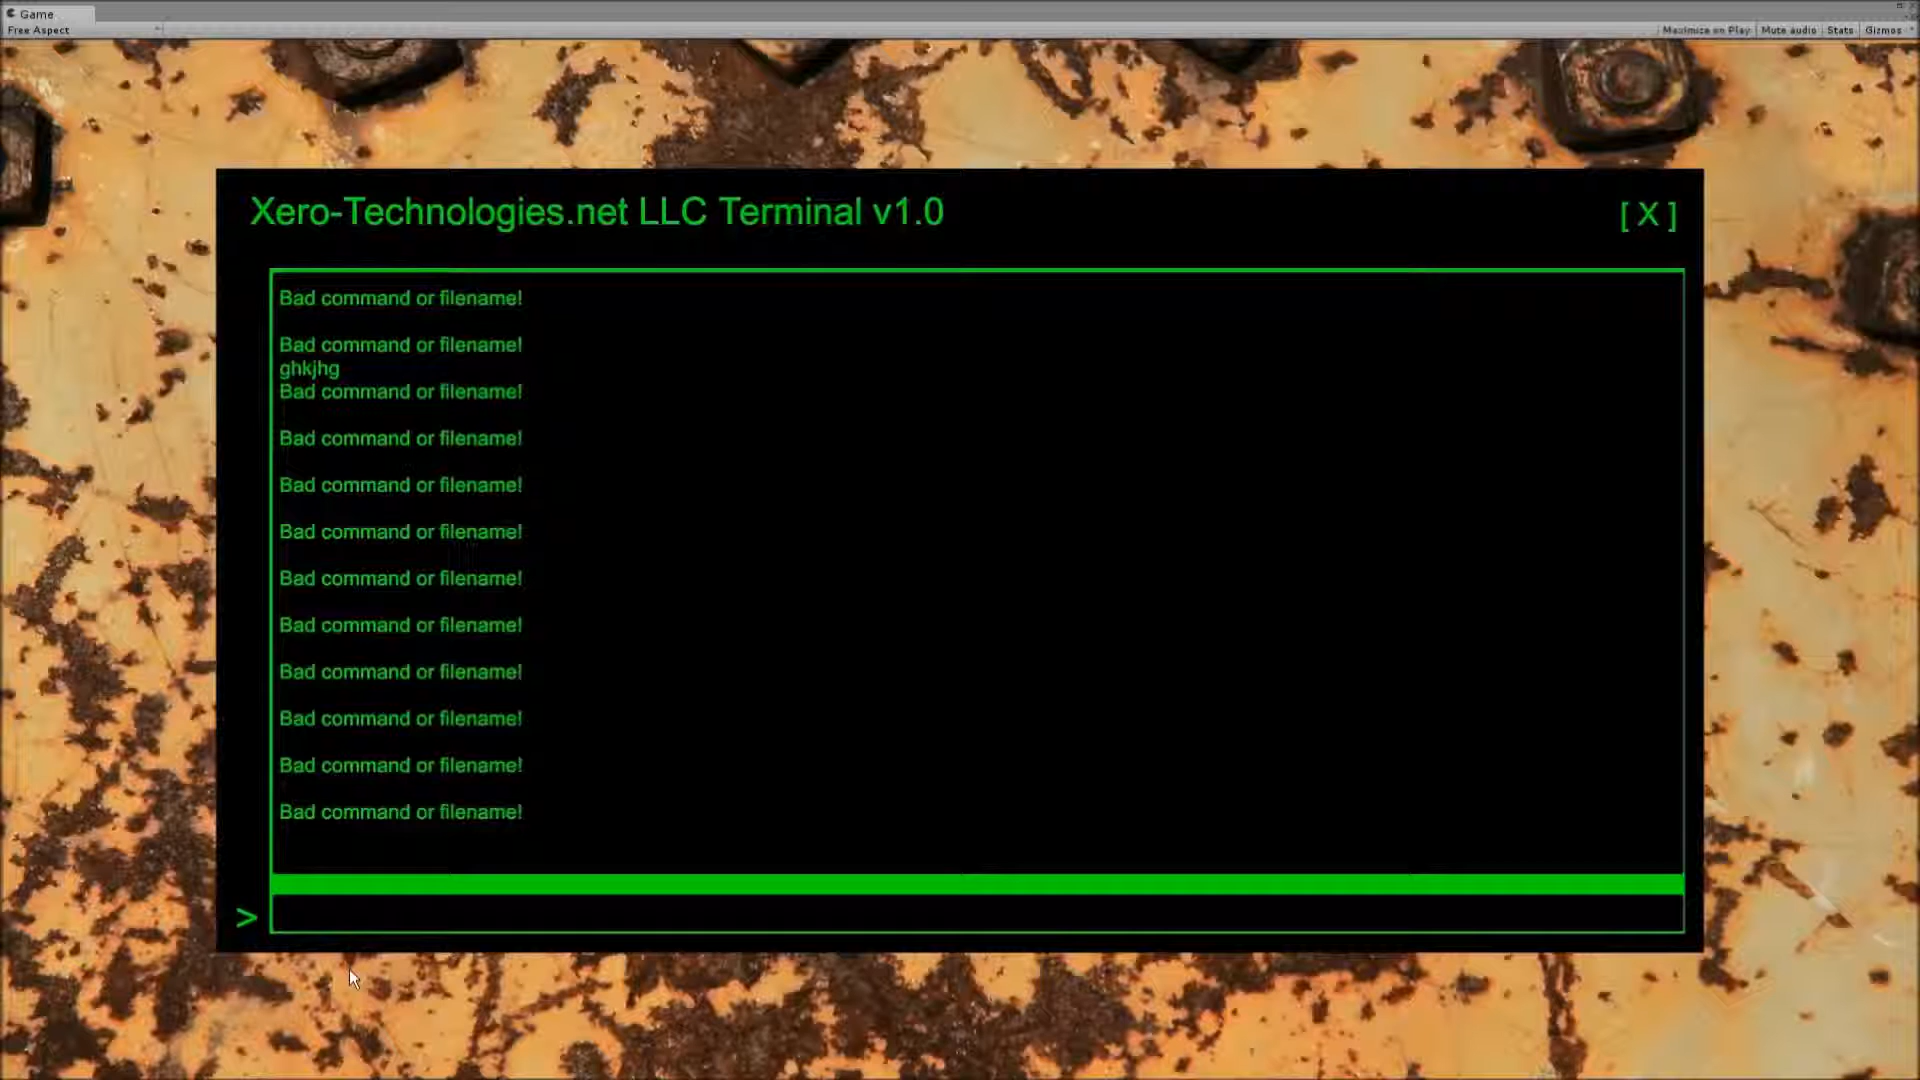 Game
Free Aspect
Maximize on Play
Mute audio
Stats
Gizmos
Xero-Technologies.net LLC Terminal v1.0
[ X ]
Bad command or filename!
Bad command or filename!
ghkjhg
Bad command or filename!
Bad command or filename!
Bad command or filename!
Bad command or filename!
Bad command or filename!
Bad command or filename!
Bad command or filename!
Bad command or filename!
Bad command or filename!
Bad command or filename!
>